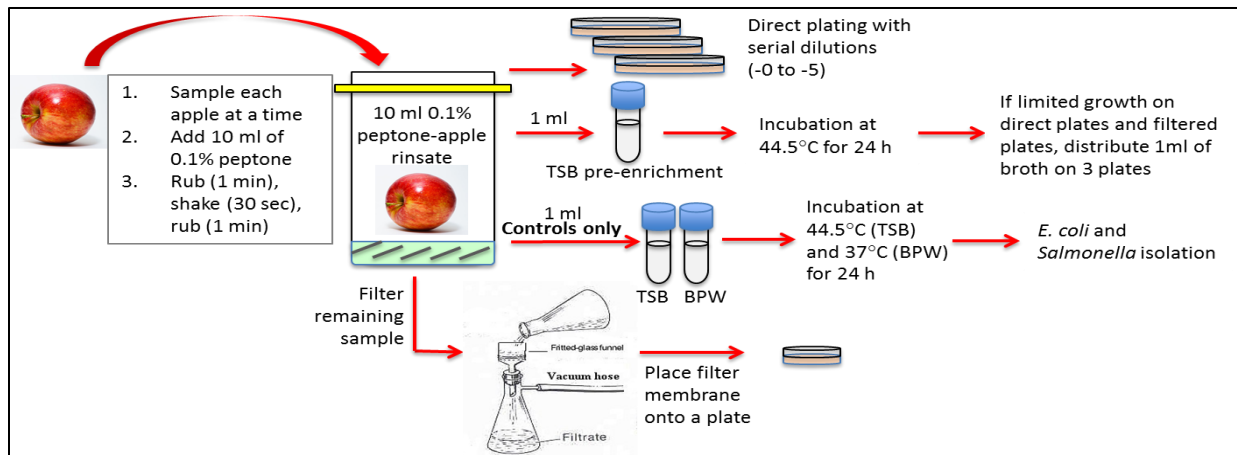 1. Sample each
apple at a time
2. Add 10 ml of
0.1% peptone
3. Rub (1 min),
shake (30 sec),
rub (1 min)
10 ml 0.1%
peptone-apple
rinsate
Direct plating with
serial dilutions
(-0 to -5)
1 ml
TSB pre-enrichment
Incubation at
44.5°C for 24 h
If limited growth on
direct plates and filtered
plates, distribute 1ml of
broth on 3 plates
1 ml
Controls only
TSB BPW
Incubation at
44.5°C (TSB)
and 37°C (BPW)
for 24 h
E. coli and
Salmonella isolation
Filter
remaining
sample
Fritted-glass funnel
Vacuum hose
Filtrate
Place filter
membrane
onto a plate